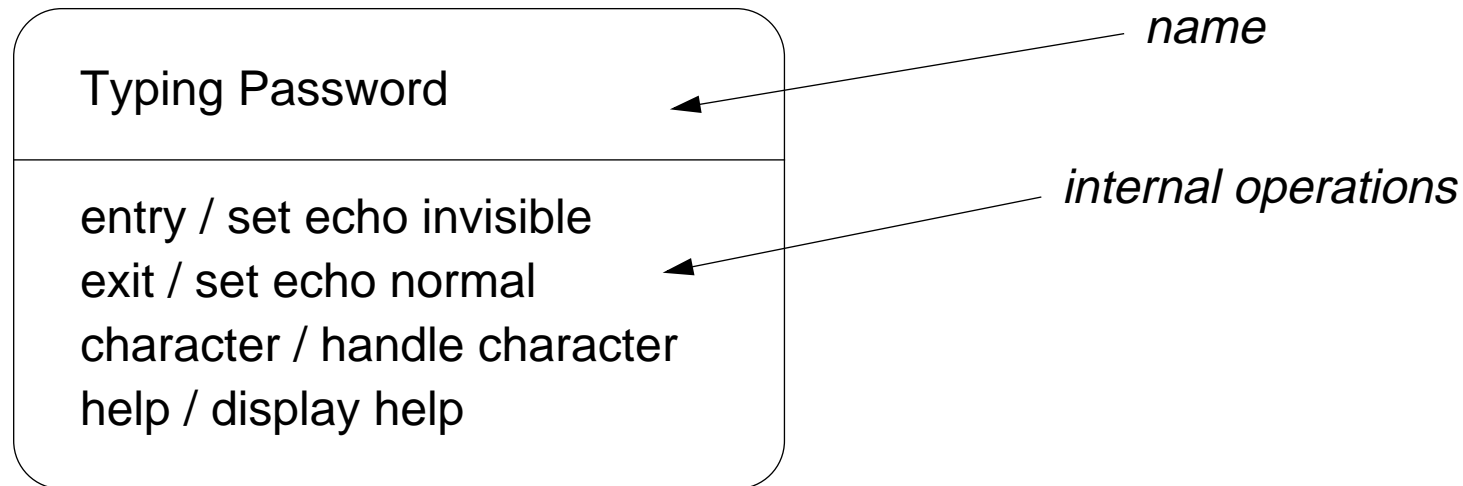 name
Typing Password
internal operations
entry / set echo invisible
exit / set echo normal
character / handle character
help / display help